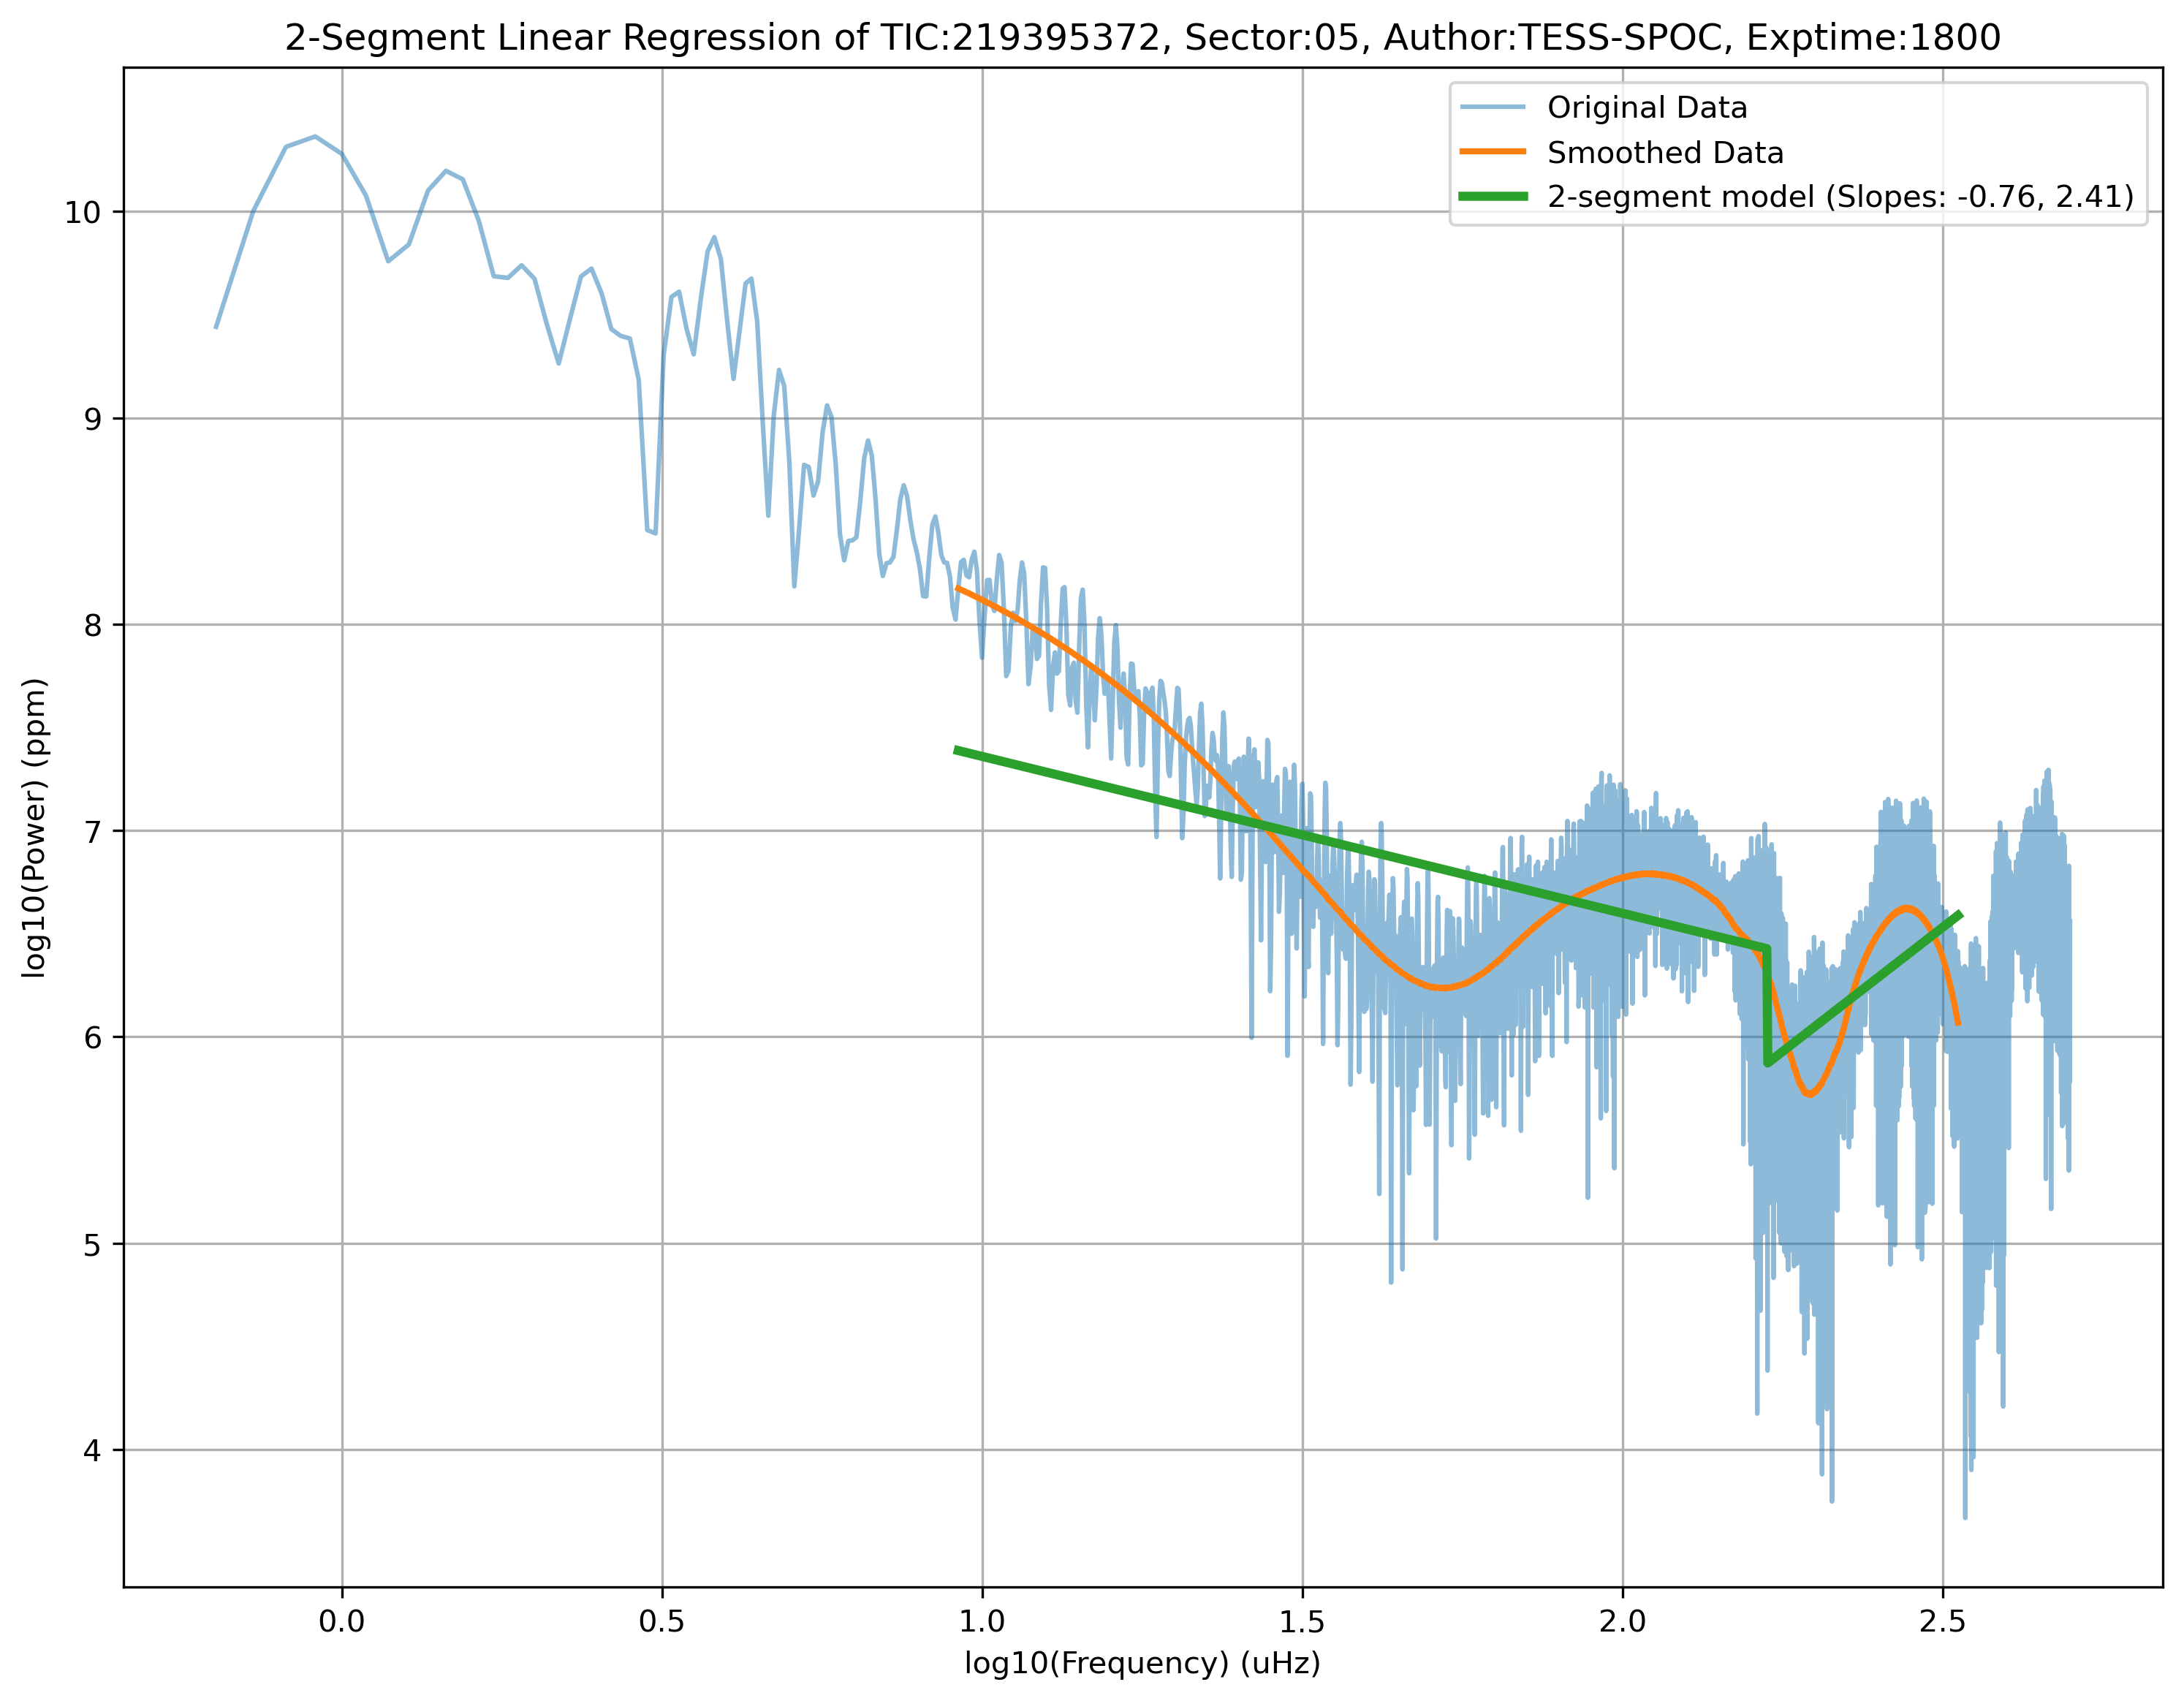 2-Segment Linear Regression of TIC:219395372, Sector:05, Author:TESS-SPOC, Exptime:1800
Original Data
Smoothed Data
2-segment model (Slopes: -0.76, 2.41)
log10(Power) (ppm)
10
9
8
7
6
5
4
0.0 0.5 1.0 1.5 2.0 2.5
log10(Frequency) (uHz)